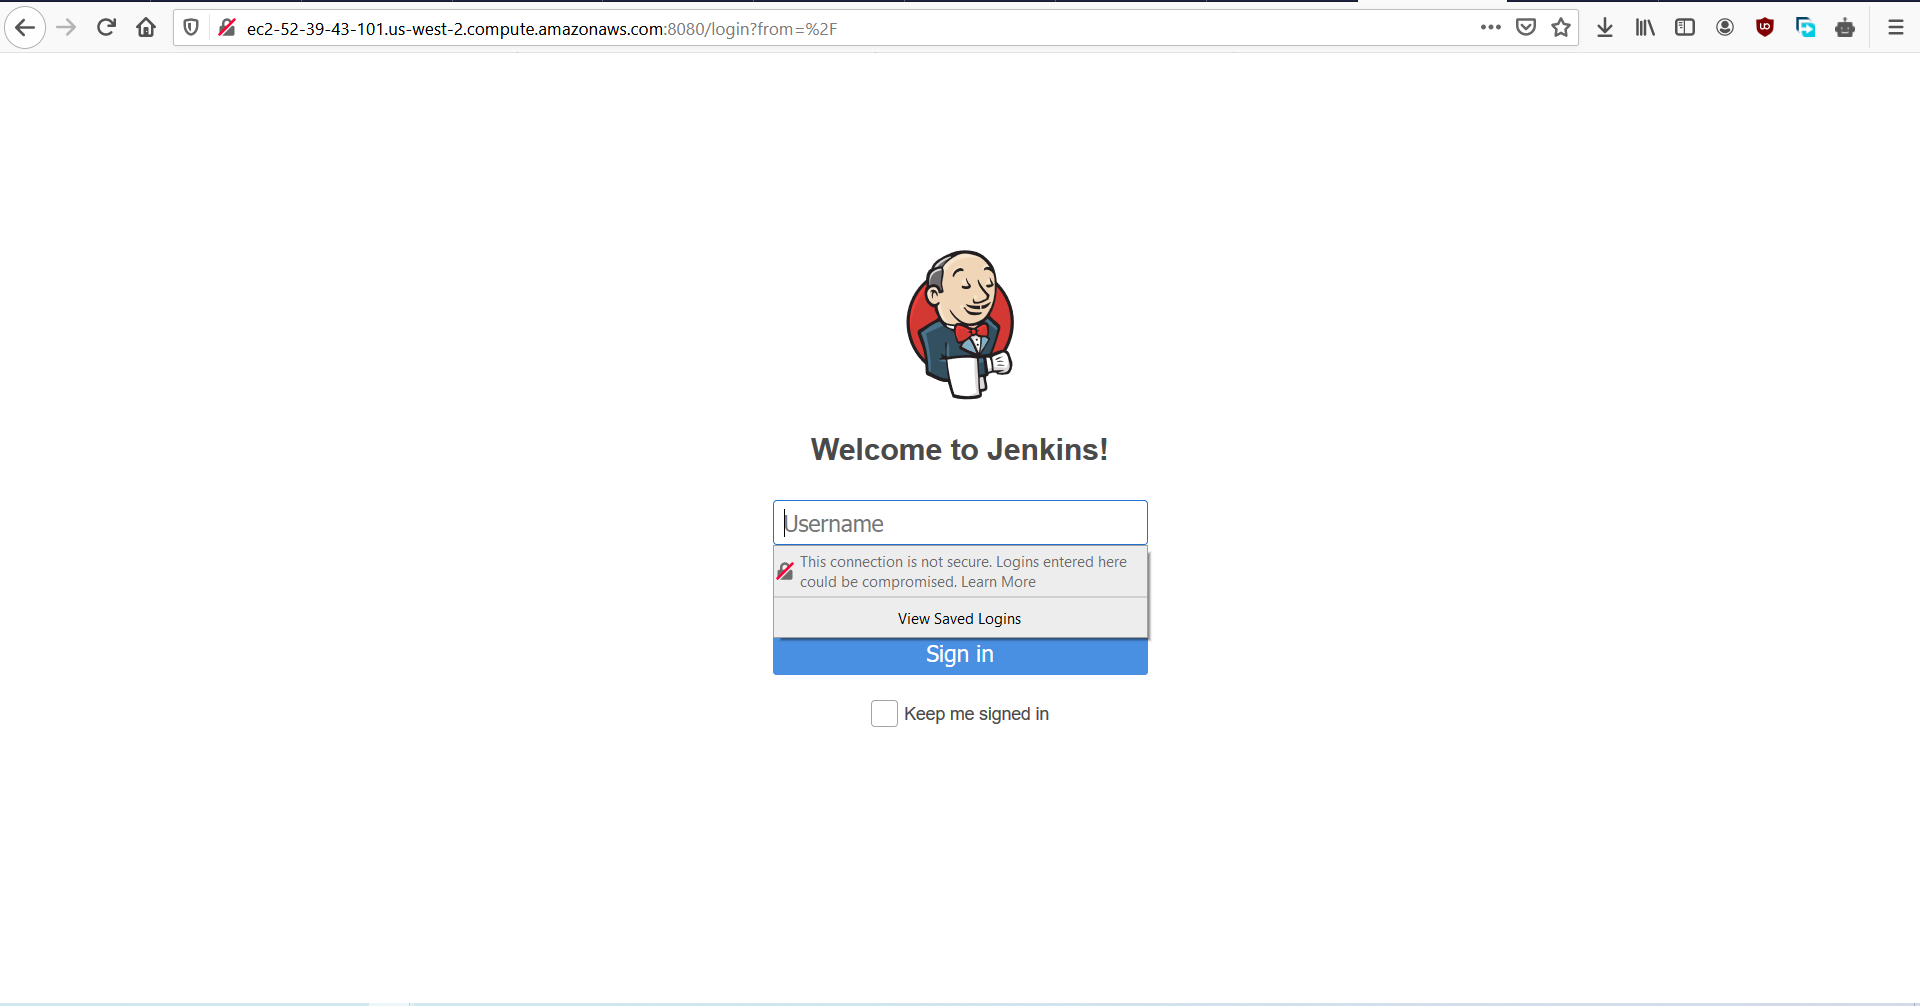 ec2-52-39-43-101.us-west-2.compute.amazonaws.com:8080/login?from=%2F
Welcome to Jenkins!
Username
This connection is not secure. Logins entered here
could be compromised. Learn More
View Saved Logins
Sign in
Keep me signed in